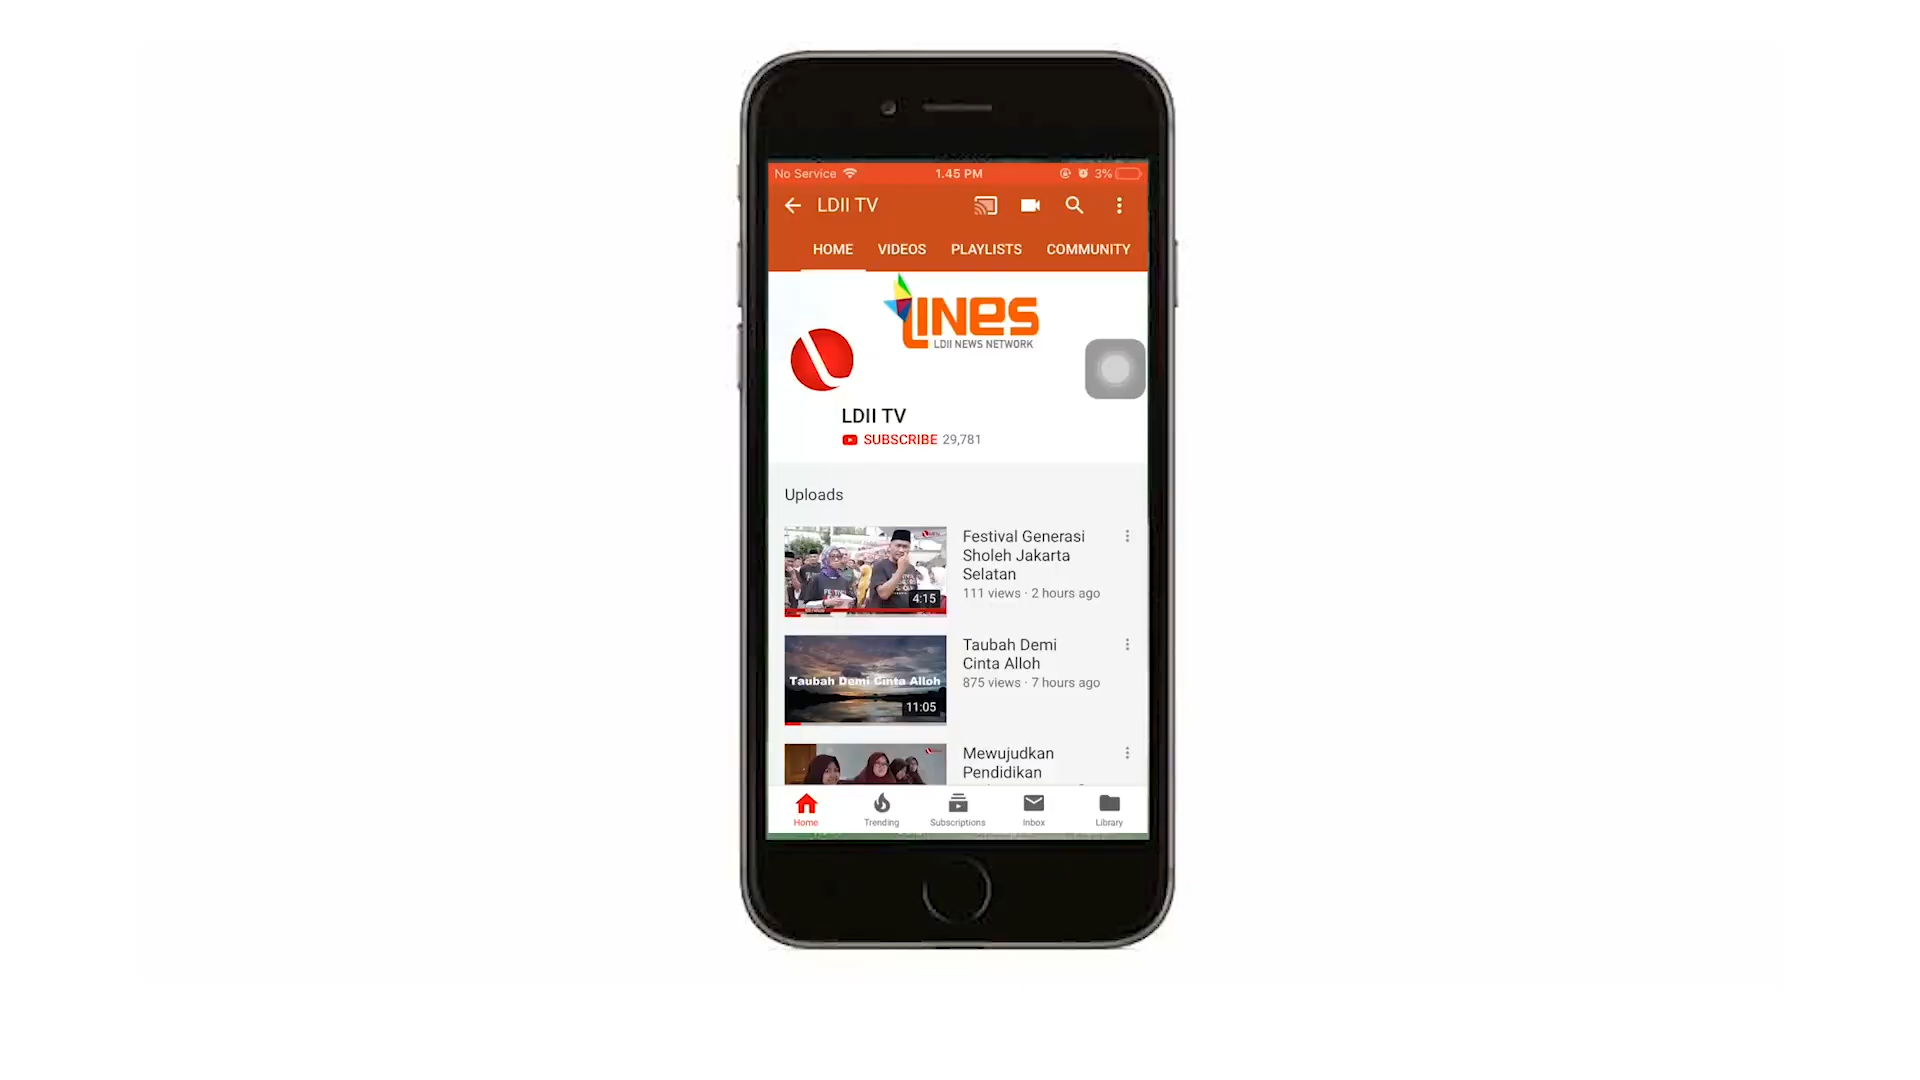 No Service 1.45 PM 3%
LDII TV
HOME VIDEOS PLAYLISTS COMMUNITY
LINES
LDII NEWS NETWORK
LDII TV
SUBSCRIBE 29,781
Uploads
Festival Generasi
Sholeh Jakarta
Selatan
111 views · 2 hours ago
4:15
Taubah Demi
Cinta Alloh
875 views · 7 hours ago
Taubah Demi Cinta Alloh
11:05
Mewujudkan
Pendidikan
Home Trending Subscriptions Inbox Library